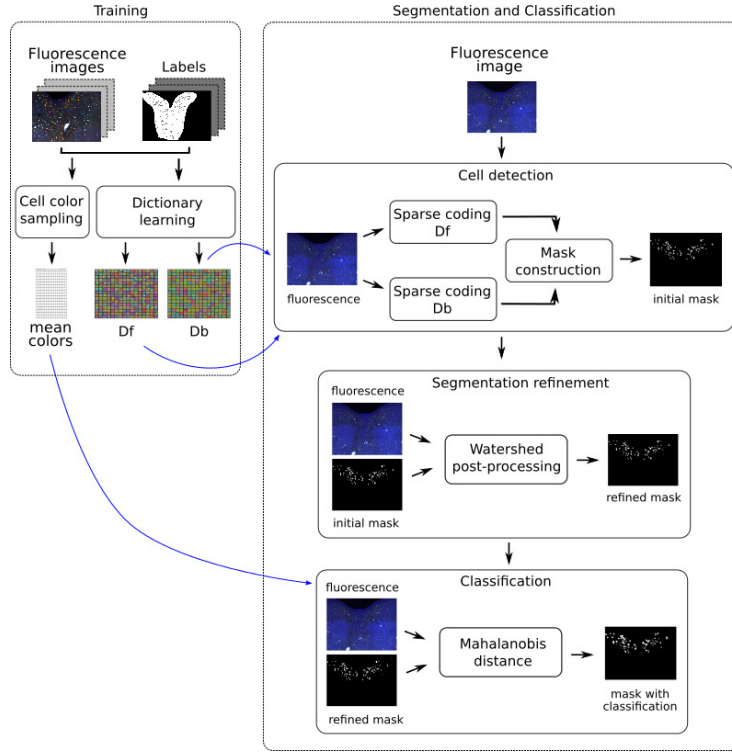 Training
Fluorescence
images
Labels
Cell color
sampling
Dictionary
learning
mean
colors
Df
Db
Segmentation and Classification
Fluorescence
image
Cell detection
fluorescence
Sparse coding
Df
Sparse coding
Db
Mask
construction
initial mask
Segmentation refinement
fluorescence
initial mask
Watershed
post-processing
refined mask
Classification
fluorescence
refined mask
Mahalanobis
distance
mask with
classification